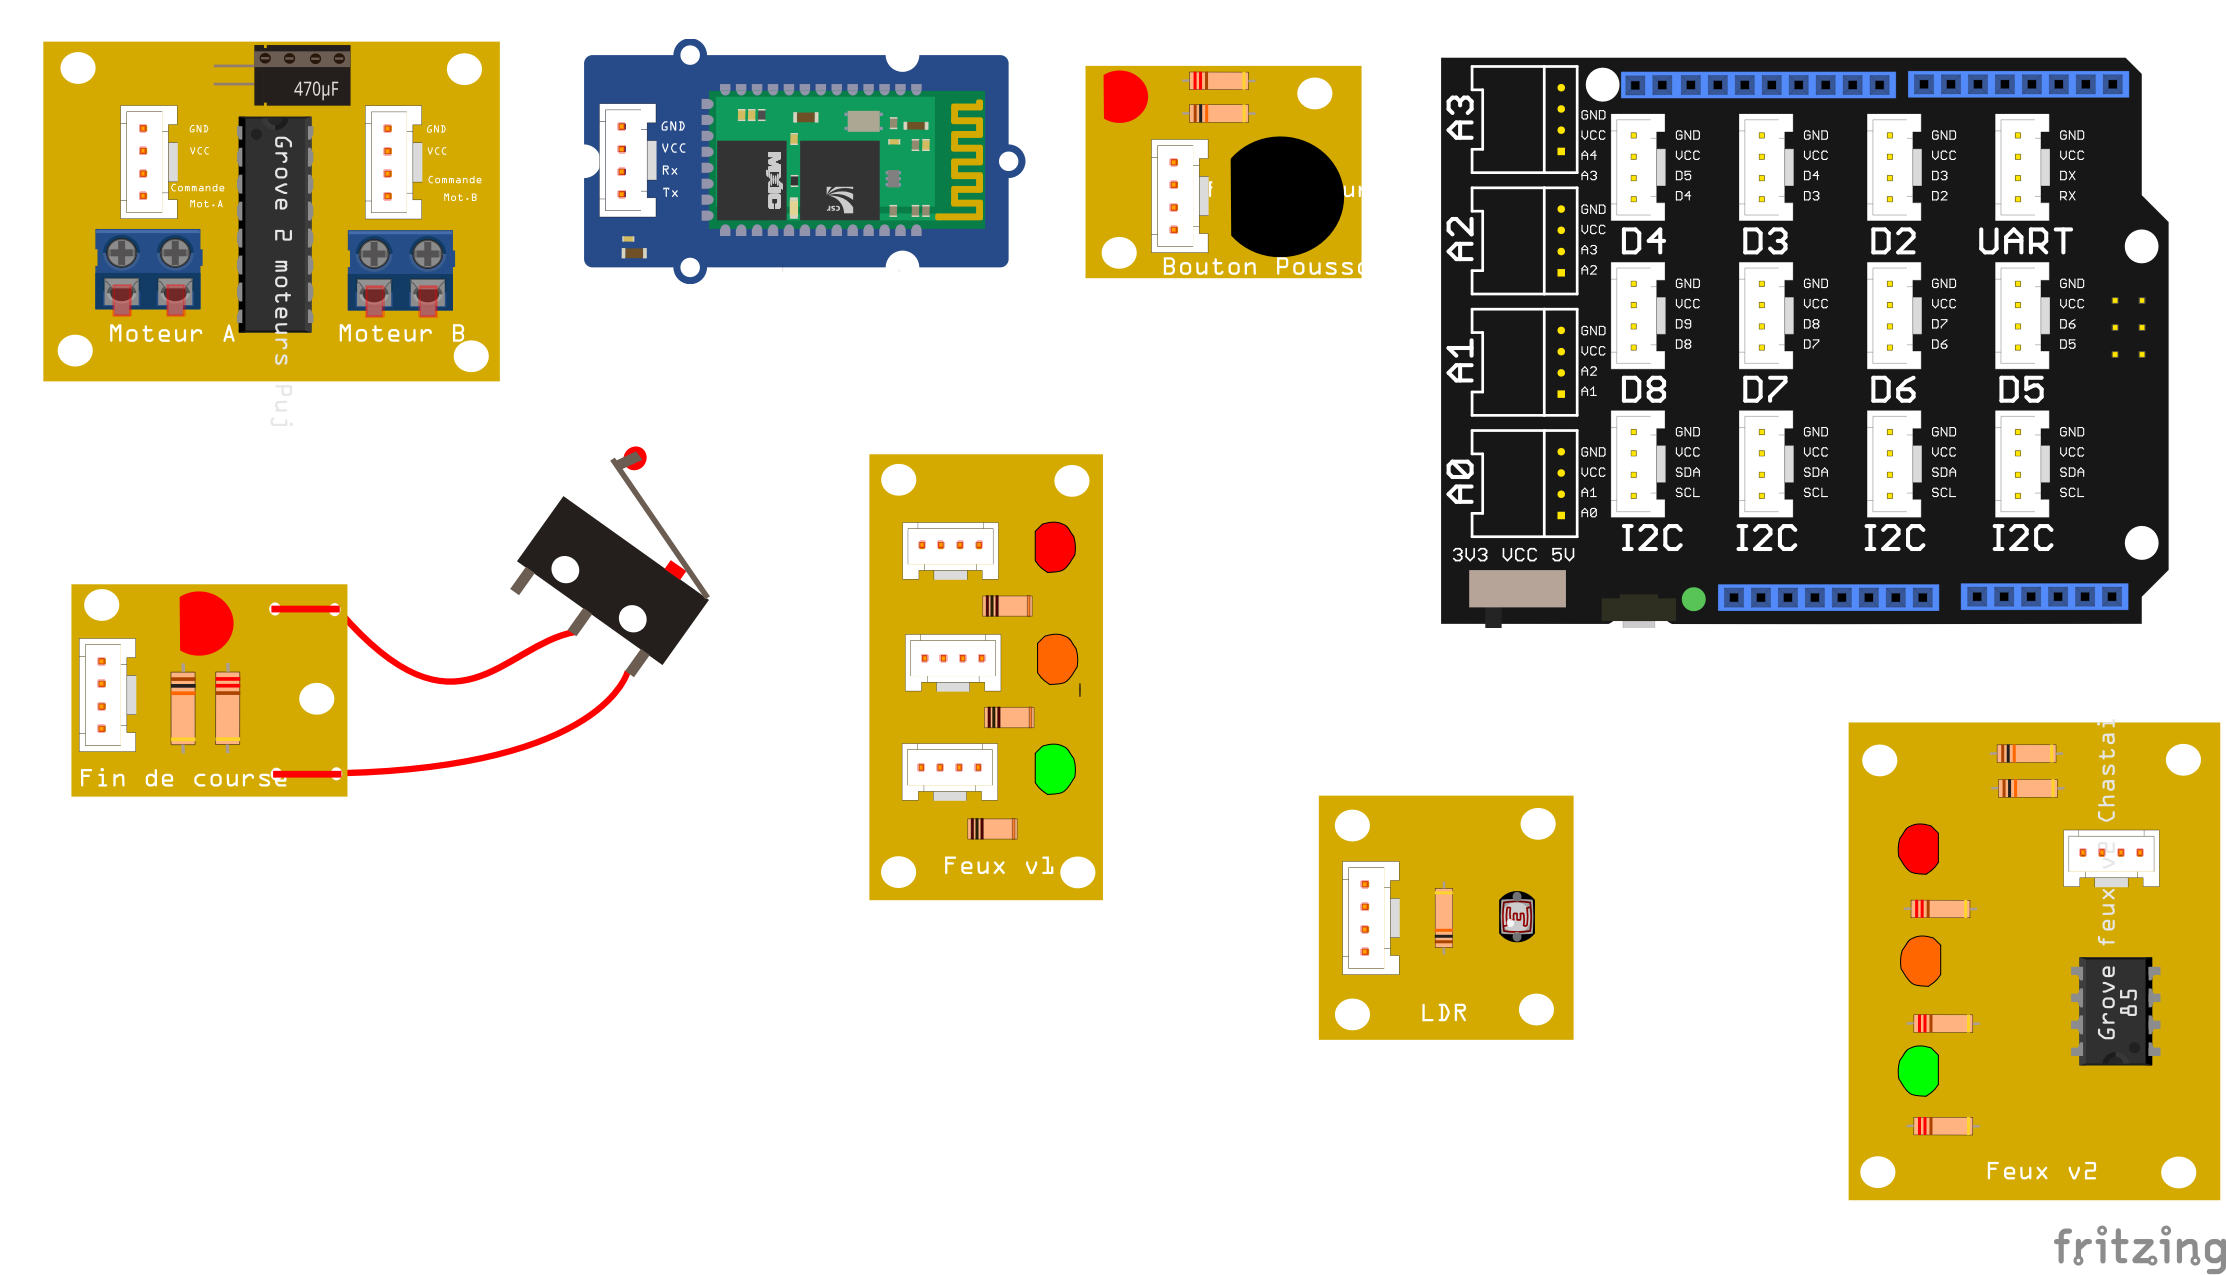 470µF
GND
VCC
Commande
Mot.A
GND
VCC
Commande
Mot.B
Grove 2 moteurs Puj
Moteur A
Moteur B
GND
VCC
Rx
Tx
MXIC
csr
Bouton Pousso
A3
GND
VCC
A4
A3
A2
GND
VCC
A3
A2
A1
GND
VCC
A2
A1
A0
GND
VCC
A1
A0
3V3 VCC 5V
GND
VCC
D5
D4
D4
GND
VCC
D4
D3
D3
GND
VCC
D3
D2
D2
GND
VCC
DX
RX
UART
GND
VCC
D9
D8
D8
GND
VCC
D8
D7
D7
GND
VCC
D7
D6
D6
GND
VCC
D6
D5
D5
GND
VCC
SDA
SCL
I2C
GND
VCC
SDA
SCL
I2C
GND
VCC
SDA
SCL
I2C
GND
VCC
SDA
SCL
I2C
Fin de course
Feux v1
LDR
Grove feux v2 Chastai
85
Feux v2
fritzing